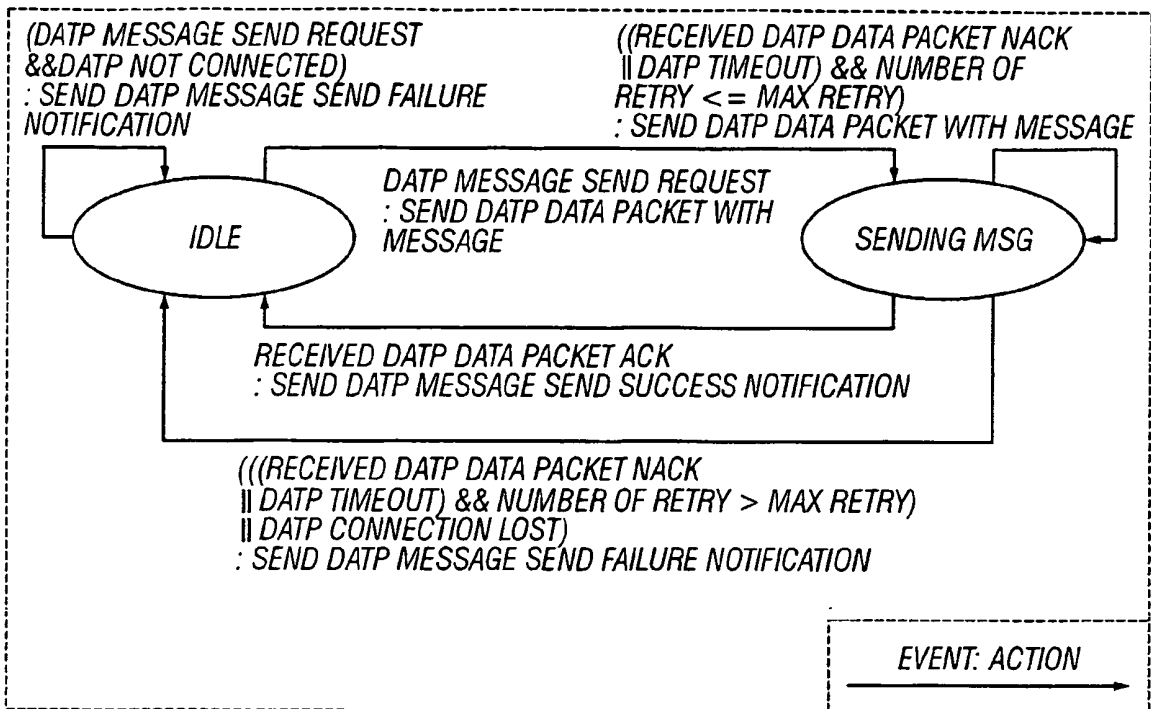 (DATP MESSAGE SEND REQUEST
&&DATP NOT CONNECTED)
: SEND DATP MESSAGE SEND FAILURE
NOTIFICATION
((RECEIVED DATP DATA PACKET NACK
|| DATP TIMEOUT) && NUMBER OF
RETRY <= MAX RETRY)
: SEND DATP DATA PACKET WITH MESSAGE
DATP MESSAGE SEND REQUEST
: SEND DATP DATA PACKET WITH
MESSAGE
IDLE
SENDING MSG
RECEIVED DATP DATA PACKET ACK
: SEND DATP MESSAGE SEND SUCCESS NOTIFICATION
(((RECEIVED DATP DATA PACKET NACK
|| DATP TIMEOUT) && NUMBER OF RETRY > MAX RETRY)
|| DATP CONNECTION LOST)
: SEND DATP MESSAGE SEND FAILURE NOTIFICATION
EVENT: ACTION